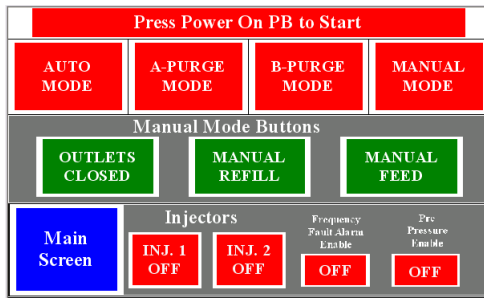 Press Power On PB to Start
AUTO MODE
A-PURGE MODE
B-PURGE MODE
MANUAL MODE
Manual Mode Buttons
OUTLETS CLOSED
MANUAL REFILL
MANUAL FEED
Main Screen
Injectors
INJ. 1 OFF
INJ. 2 OFF
Frequency
Fault Alarm
Enable
OFF
Pre
Pressure
Enable
OFF